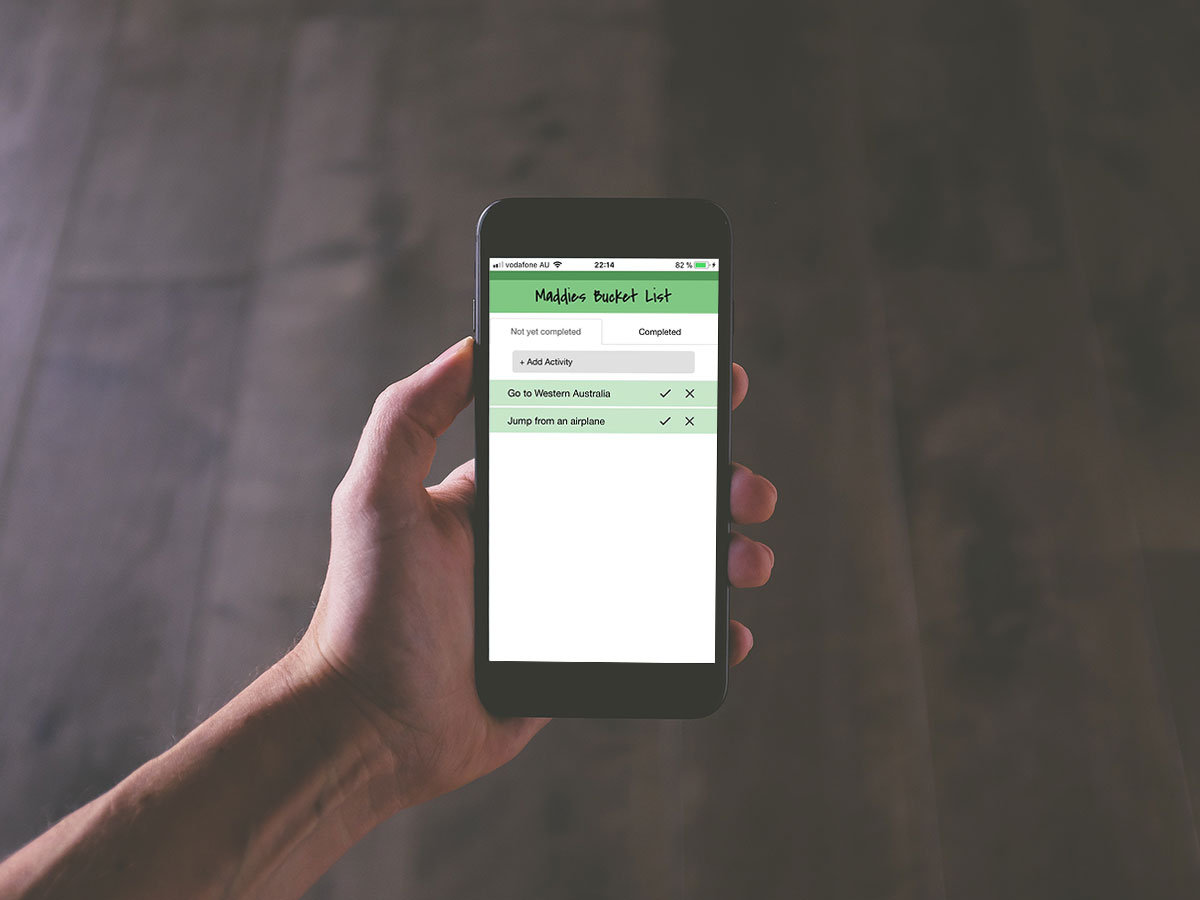 vodafone AU 22:14 82 %
Maddies Bucket List
Not yet completed Completed
+ Add Activity
Go to Western Australia
Jump from an airplane